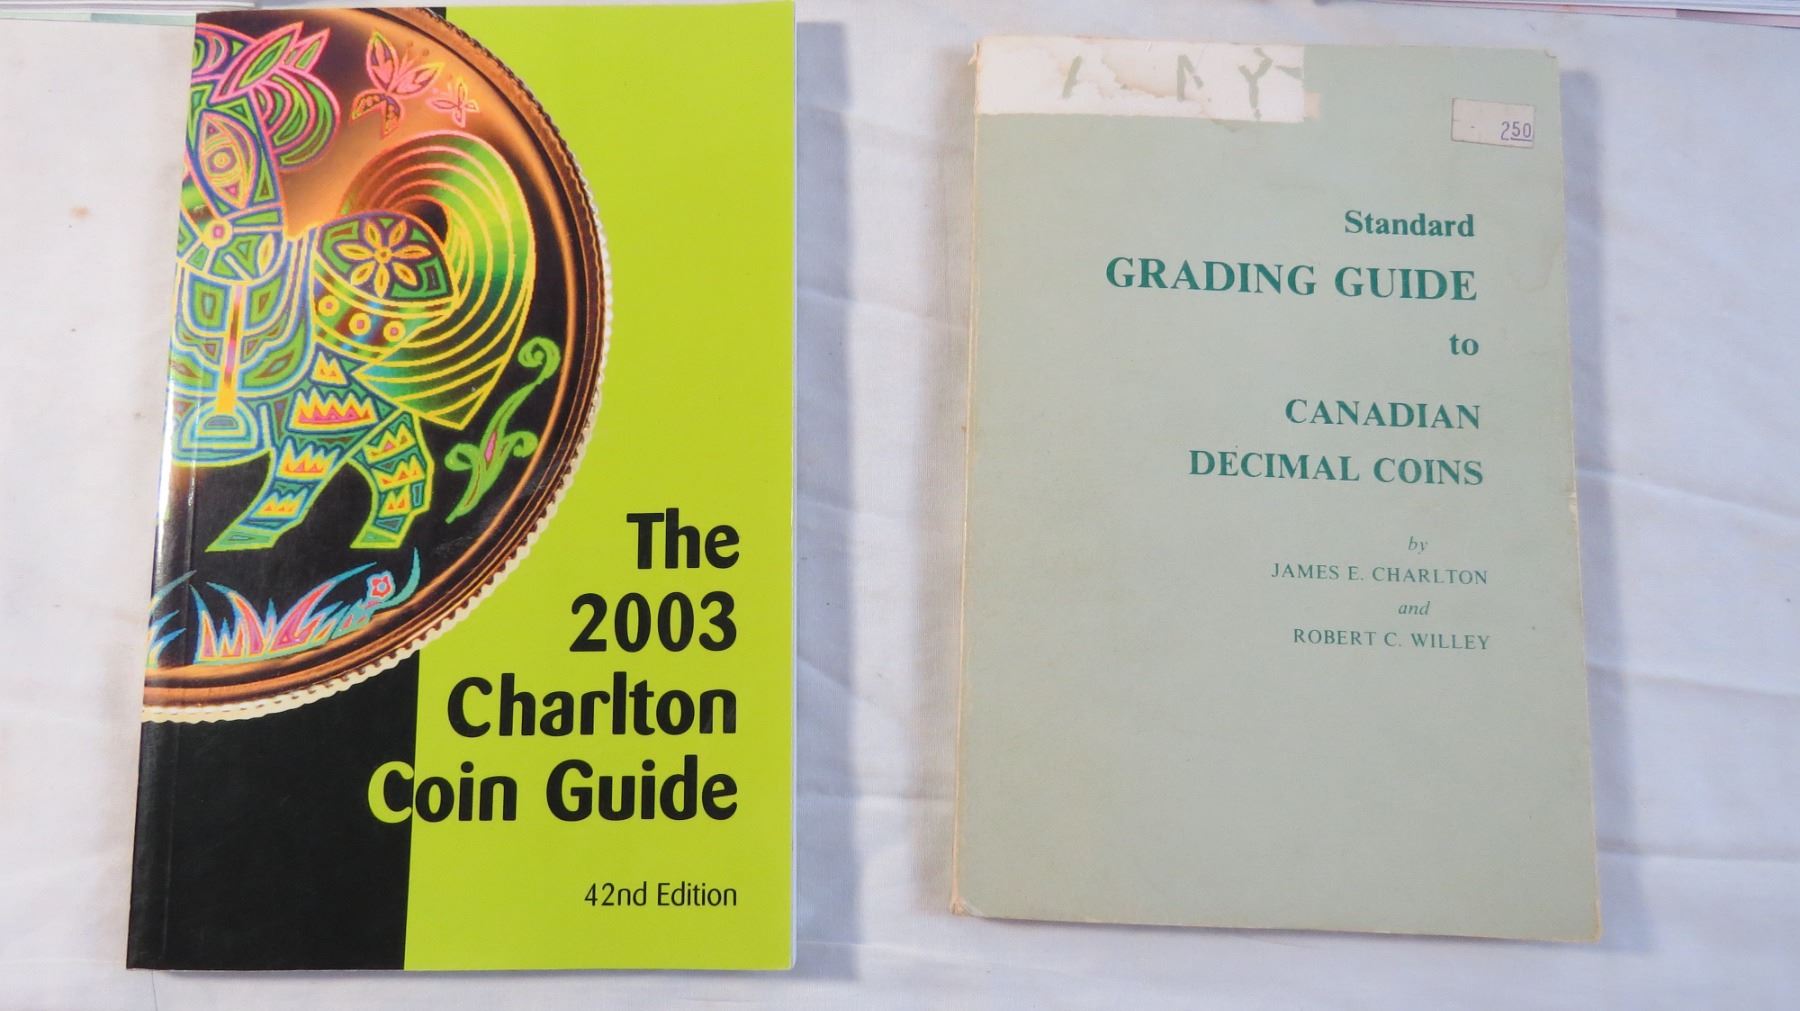 The
2003
Charlton
Coin Guide
42nd Edition
250
Standard
GRADING GUIDE
to
CANADIAN
DECIMAL COINS
by
JAMES E. CHARLTON
and
ROBERT C. WILLEY